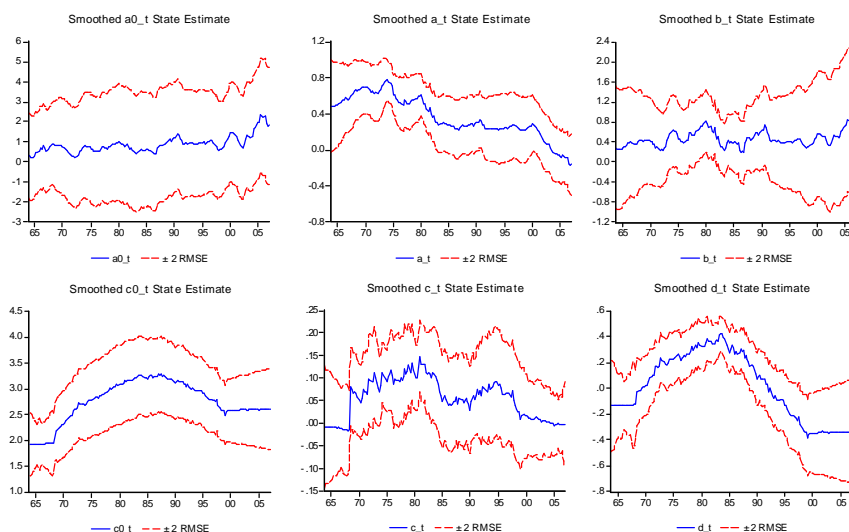 Smoothed a0_t State Estimate
6
5
4
3
2
1
0
-1
-2
-3
65 70 75 80 85 90 95 00 05
a0_t ± 2 RMSE
Smoothed a_t State Estimate
1.2
0.8
0.4
0.0
-0.4
-0.8
65 70 75 80 85 90 95 00 05
a_t ± 2 RMSE
Smoothed b_t State Estimate
2.4
1.8
1.2
0.6
0.0
-0.6
-1.2
65 70 75 80 85 90 95 00 05
b_t ± 2 RMSE
Smoothed c0_t State Estimate
4.5
4.0
3.5
3.0
2.5
2.0
1.5
1.0
65 70 75 80 85 90 95 00 05
c0_t ± 2 RMSE
Smoothed c_t State Estimate
.25
.20
.15
.10
.05
.00
-.05
-.10
-.15
65 70 75 80 85 90 95 00 05
c_t ± 2 RMSE
Smoothed d_t State Estimate
.6
.4
.2
.0
-.2
-.4
-.6
-.8
65 70 75 80 85 90 95 00 05
d_t ± 2 RMSE